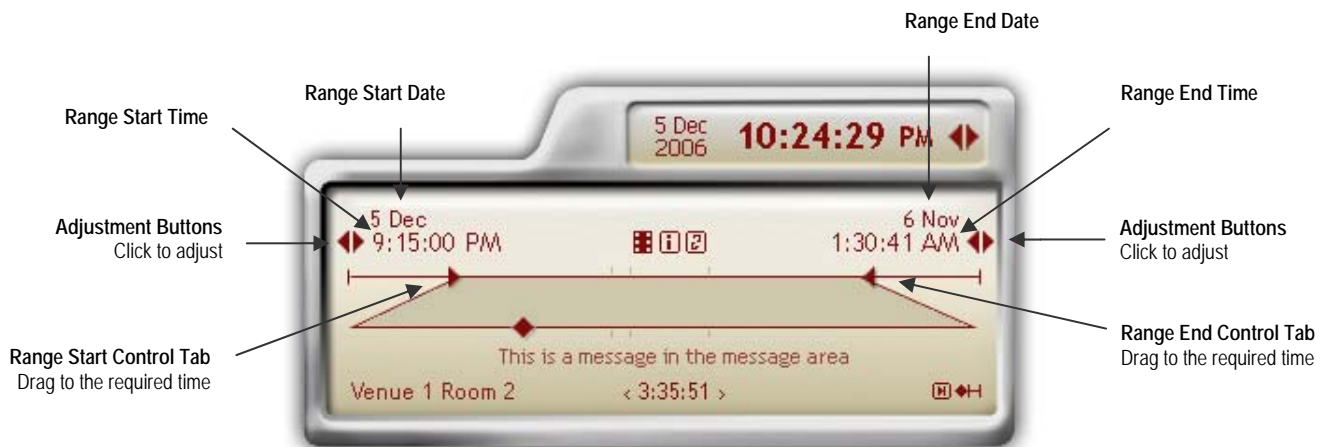 Range End Date
Range Start Date
Range End Time
Range Start Time
5 Dec
2006
10:24:29 PM
5 Dec
9:15:00 PM
6 Nov
1:30:41 AM
Adjustment Buttons
Click to adjust
Adjustment Buttons
Click to adjust
Range Start Control Tab
Drag to the required time
Range End Control Tab
Drag to the required time
This is a message in the message area
Venue 1 Room 2
< 3:35:51 >